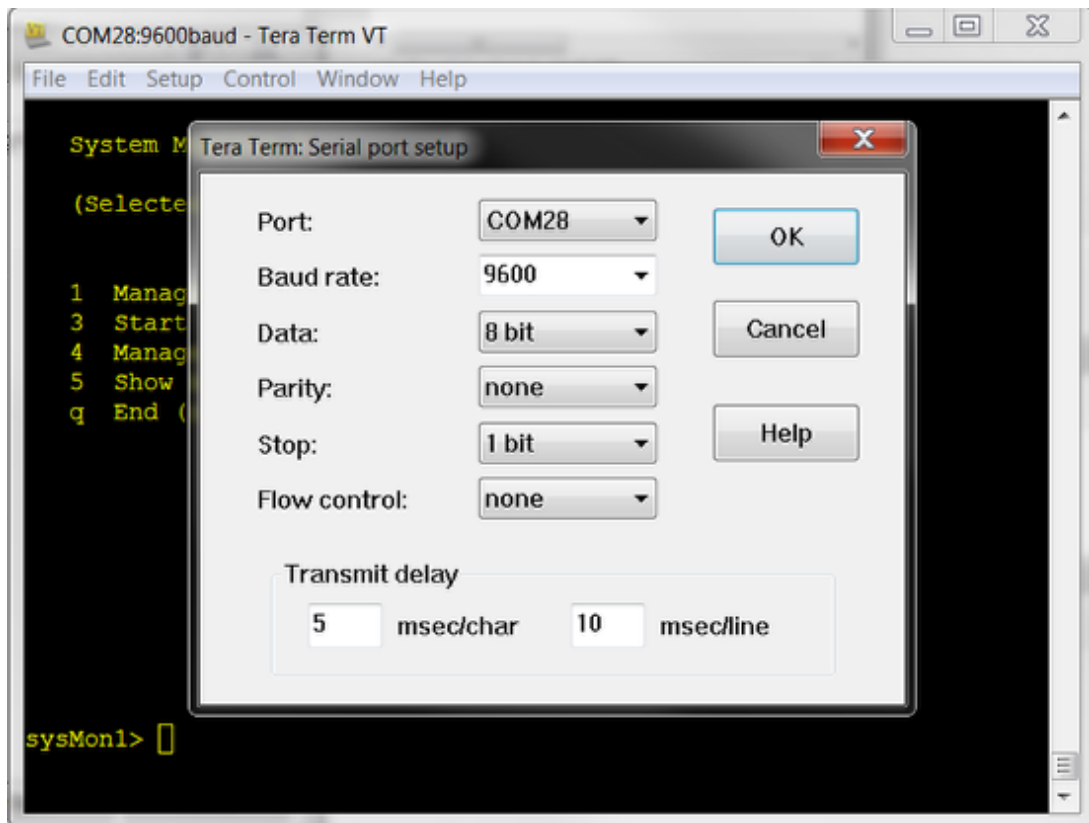 COM28:9600baud - Tera Term VT
File Edit Setup Control Window Help
System M
(Selecte
1 Manag
3 Start
4 Manag
5 Show
q End (
sysMon1>
Tera Term: Serial port setup
Port: COM28
Baud rate: 9600
Data: 8 bit
Parity: none
Stop: 1 bit
Flow control: none
OK
Cancel
Help
Transmit delay
5 msec/char 10 msec/line